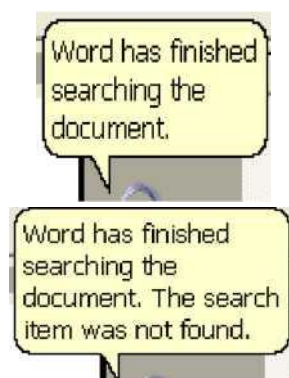 Word has finished
searching the
document.
Word has finished
searching the
document. The search
item was not found.